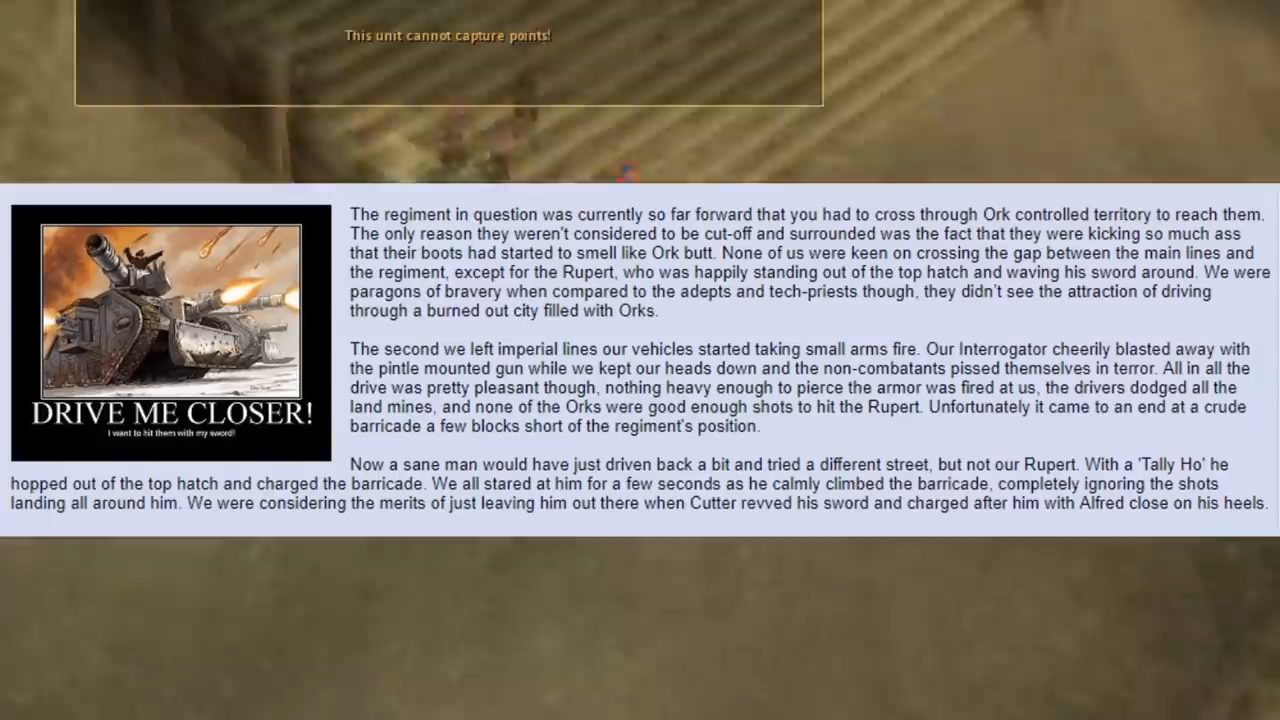 This unit cannot capture points!
The regiment in question was currently so far forward that you had to cross through Ork controlled territory to reach them.
The only reason they weren't considered to be cut-off and surrounded was the fact that they were kicking so much ass
that their boots had started to smell like Ork butt. None of us were keen on crossing the gap between the main lines and
the regiment, except for the Rupert, who was happily standing out of the top hatch and waving his sword around. We were
paragons of bravery when compared to the adepts and tech-priests though, they didn't see the attraction of driving
through a burned out city filled with Orks.
The second we left imperial lines our vehicles started taking small arms fire. Our Interrogator cheerily blasted away with
the pintle mounted gun while we kept our heads down and the non-combatants pissed themselves in terror. All in all the
drive was pretty pleasant though, nothing heavy enough to pierce the armor was fired at us, the drivers dodged all the
land mines, and none of the Orks were good enough shots to hit the Rupert. Unfortunately it came to an end at a crude
barricade a few blocks short of the regiment's position.
DRIVE ME CLOSER!
I want to hit them with my sword!
Now a sane man would have just driven back a bit and tried a different street, but not our Rupert. With a 'Tally Ho' he
hopped out of the top hatch and charged the barricade. We all stared at him for a few seconds as he calmly climbed the barricade, completely ignoring the shots
landing all around him. We were considering the merits of just leaving him out there when Cutter revved his sword and charged after him with Alfred close on his heels.